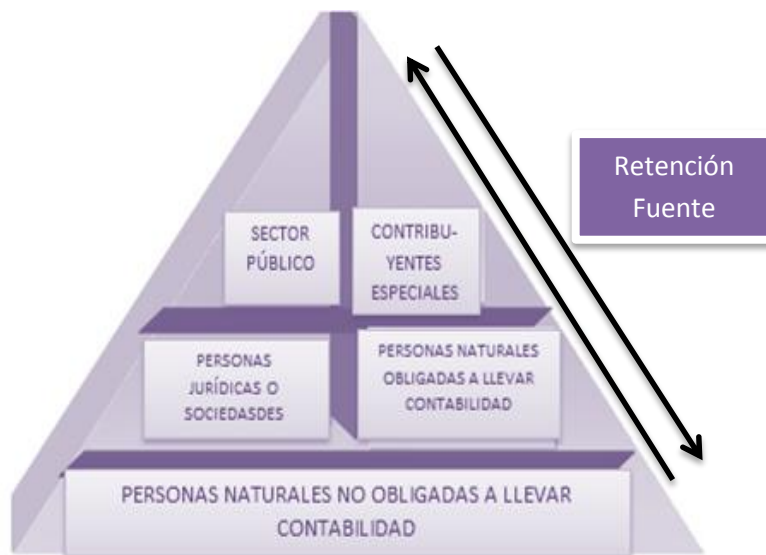 Retención
Fuente
SECTOR
PÚBLICO
CONTRIBU-
YENTES
ESPECIALES
PERSONAS
JURÍDICAS O
SOCIEDASDES
PERSONAS NATURALES
OBLIGADAS A LLEVAR
CONTABILIDAD
PERSONAS NATURALES NO OBLIGADAS A LLEVAR
CONTABILIDAD